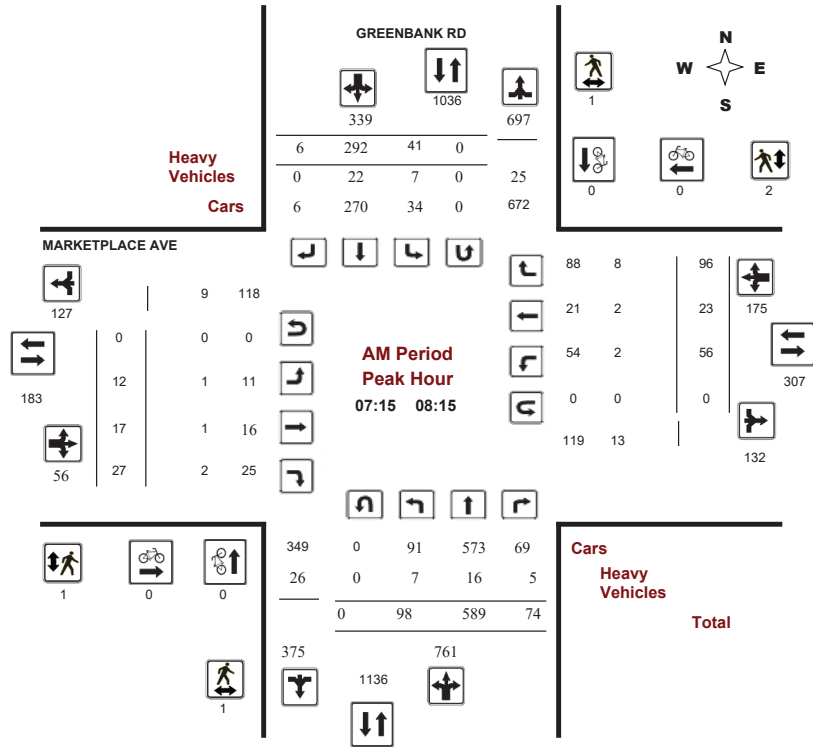 GREENBANK RD
N
W E
S
1036
1
339 697
6 292 41 0
Heavy
Vehicles
0 22 7 0 25
Cars 6 270 34 0 672
0 0 2
MARKETPLACE AVE
127
9 118
88 8 96
175
0 0 0
21 2 23
183
12 1 11
AM Period
Peak Hour
07:15 08:15
54 2 56
307
17 1 16
0 0 0
56
27 2 25
119 13
132
349 0 91 573 69 Cars
26 0 7 16 5 Heavy
Vehicles
1 0 0
0 98 589 74 Total
375 761
1136
1